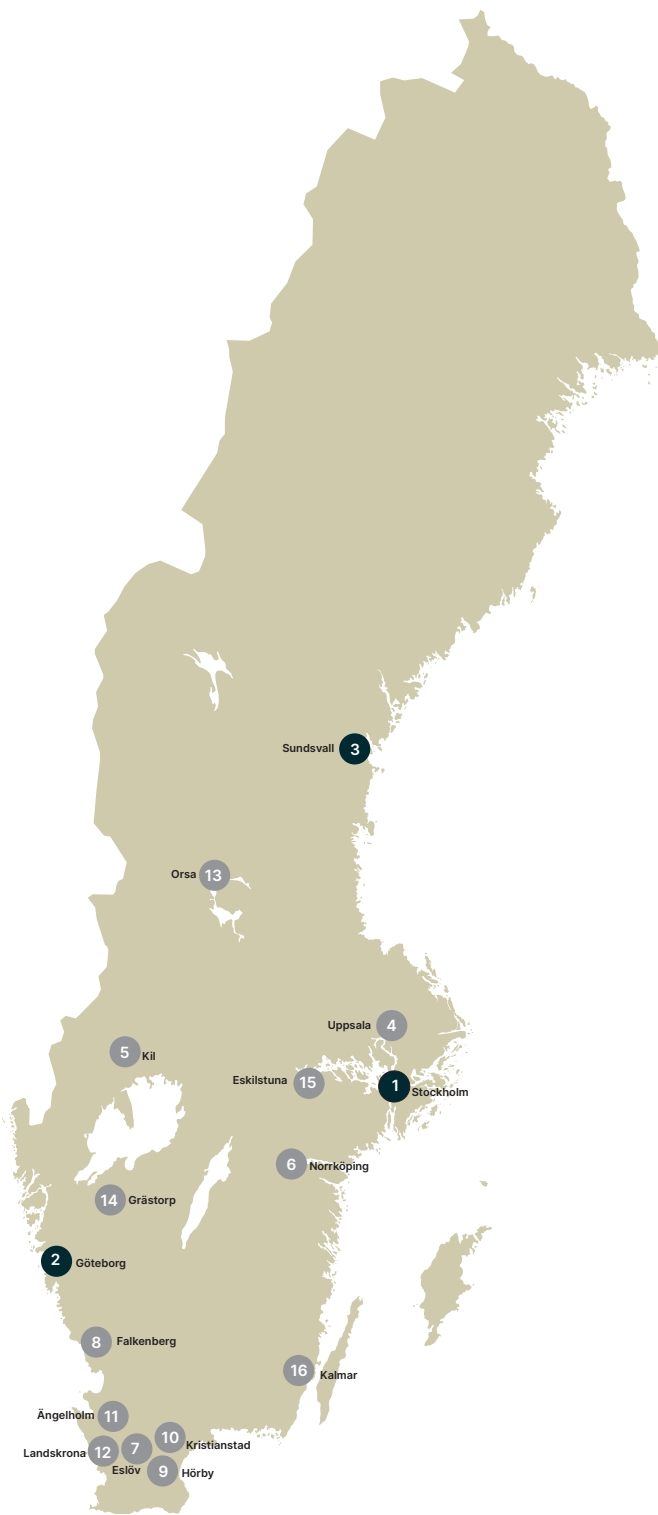 Sundsvall 3
Orsa 13
Uppsala 4
5 Kil
Eskilstuna 15
1 Stockholm
6 Norrköping
14 Grästorp
2 Göteborg
8 Falkenberg
16 Kalmar
Ängelholm 11
10 Kristianstad
Landskrona 12
7 Eslöv
9 Hörby